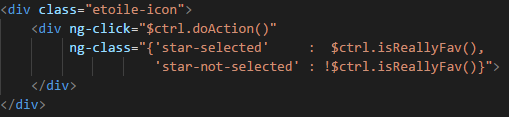 <div class="etoile-icon">
    <div ng-click="$ctrl.doAction()"
         ng-class="{'star-selected'     :  $ctrl.isReallyFav(),
                    'star-not-selected' : !$ctrl.isReallyFav()}">
    </div>
</div>